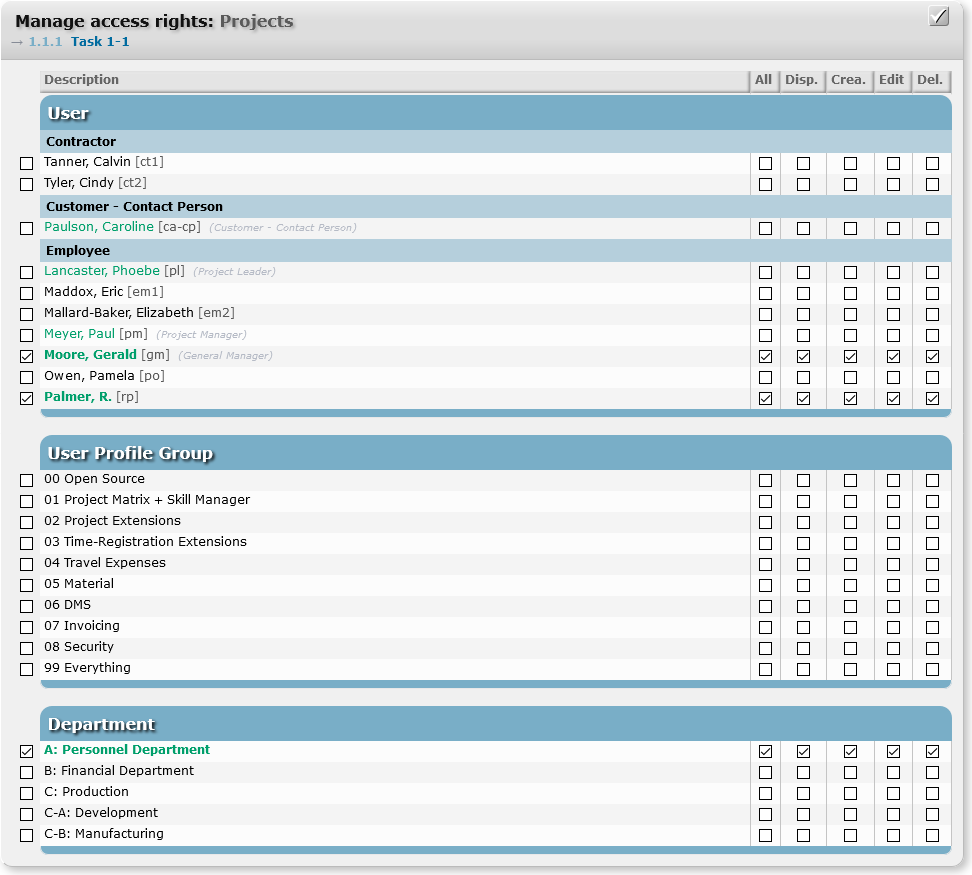 Manage access rights: Projects
→ 1.1.1 Task 1-1
Description All Disp. Crea. Edit Del.
User
Contractor
Tanner, Calvin [ct1]
Tyler, Cindy [ct2]
Customer - Contact Person
Paulson, Caroline [ca-cp] (Customer - Contact Person)
Employee
Lancaster, Phoebe [pl] (Project Leader)
Maddox, Eric [em1]
Mallard-Baker, Elizabeth [em2]
Meyer, Paul [pm] (Project Manager)
Moore, Gerald [gm] (General Manager)
Owen, Pamela [po]
Palmer, R. [rp]
User Profile Group
00 Open Source
01 Project Matrix + Skill Manager
02 Project Extensions
03 Time-Registration Extensions
04 Travel Expenses
05 Material
06 DMS
07 Invoicing
08 Security
99 Everything
Department
A: Personnel Department
B: Financial Department
C: Production
C-A: Development
C-B: Manufacturing